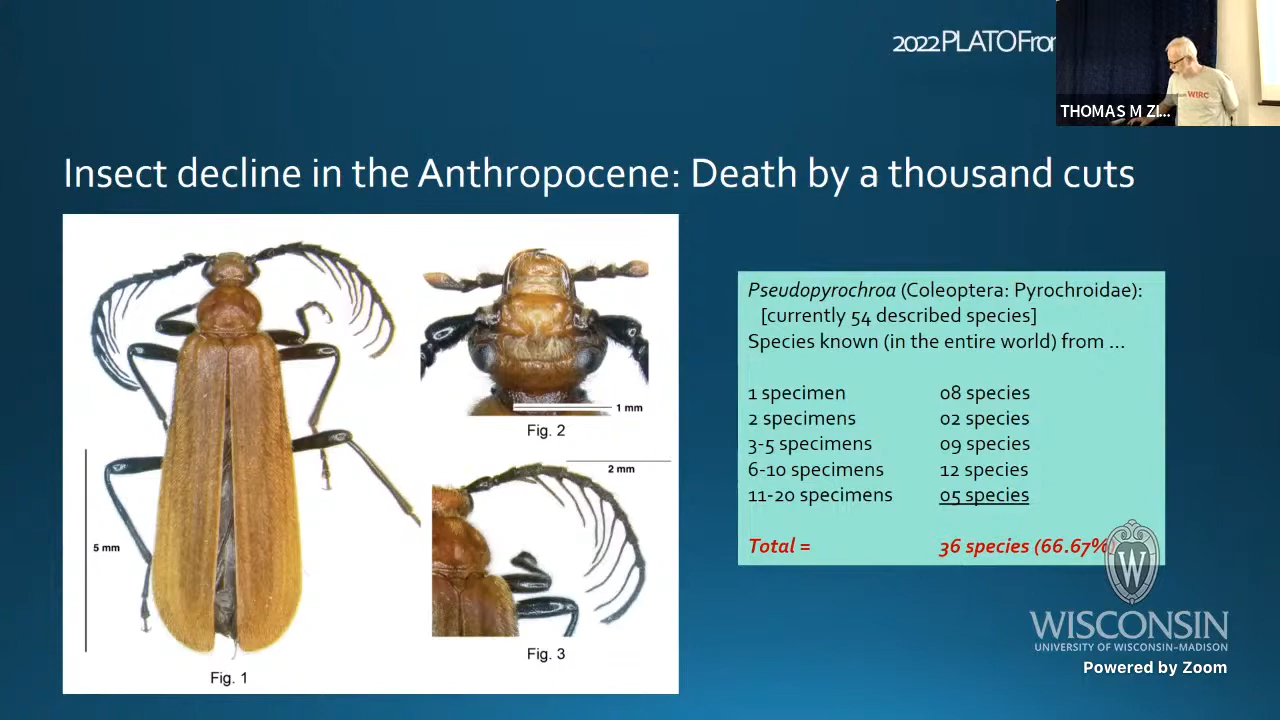 2022 PLATO Fron
WIRC
THOMAS M ZI...
Insect decline in the Anthropocene: Death by a thousand cuts
1 mm
Fig. 2
2 mm
5 mm
Fig. 3
Fig. 1
Pseudopyrochroa (Coleoptera: Pyrochroidae):
[currently 54 described species]
Species known (in the entire world) from ...
1 specimen 08 species
2 specimens 02 species
3-5 specimens 09 species
6-10 specimens 12 species
11-20 specimens 05 species
Total = 36 species (66.67%
W
WISCONSIN
UNIVERSITY OF WISCONSIN–MADISON
Powered by Zoom